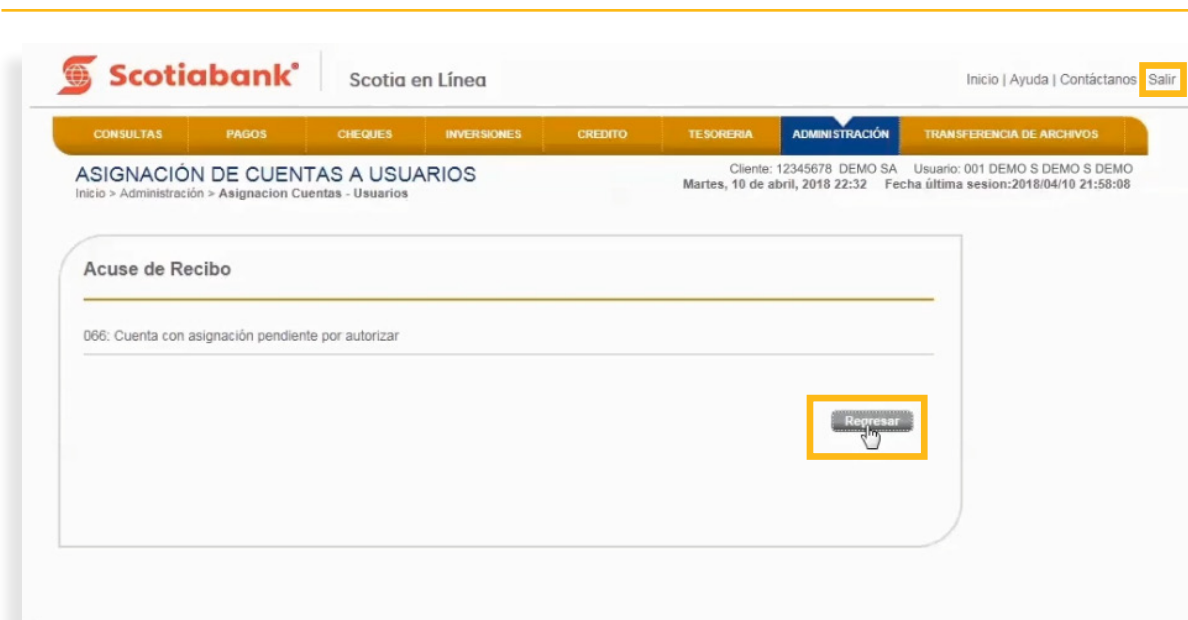 Scotiabank® Scotia en Línea Inicio | Ayuda | Contáctanos Salir
CONSULTAS PAGOS CHEQUES INVERSIONES CREDITO TESORERIA ADMINISTRACIÓN TRANSFERENCIA DE ARCHIVOS
ASIGNACIÓN DE CUENTAS A USUARIOS Cliente: 12345678 DEMO SA Usuario: 001 DEMO S DEMO S DEMO
Inicio > Administración > Asignacion Cuentas - Usuarios Martes, 10 de abril, 2018 22:32 Fecha última sesion:2018/04/10 21:58:08
Acuse de Recibo
066: Cuenta con asignación pendiente por autorizar
Regresar